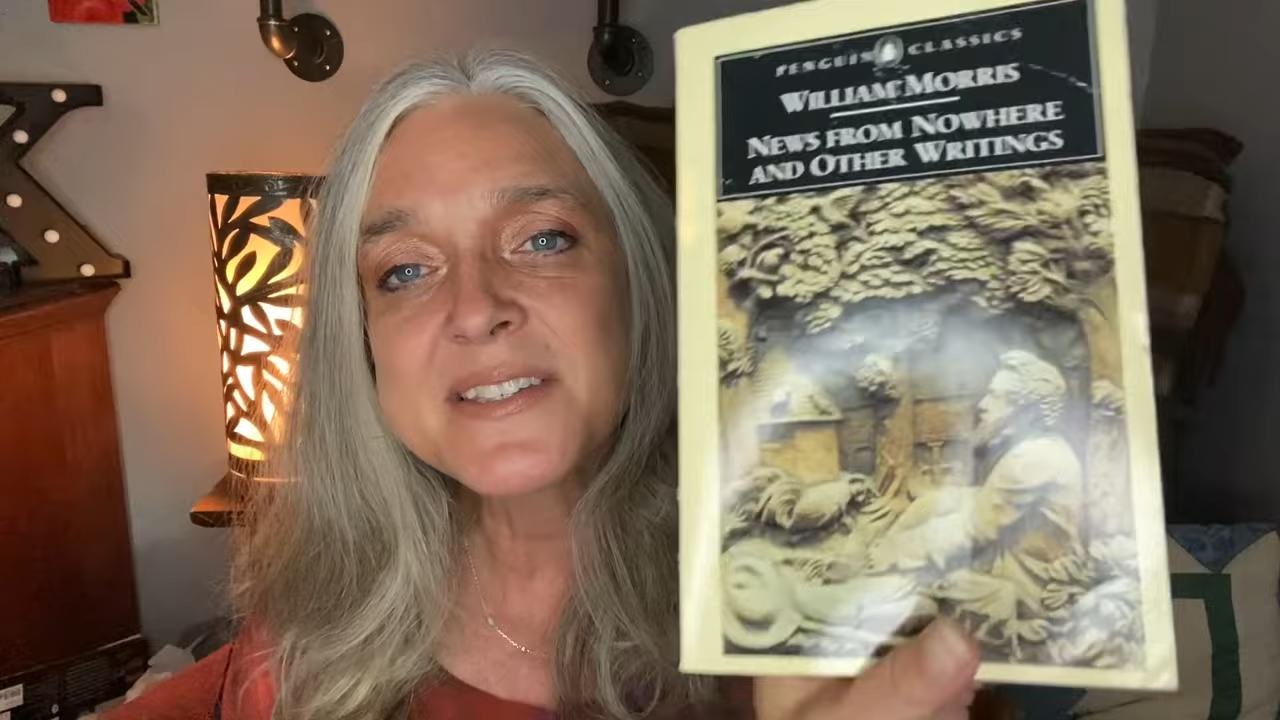 K
PENGUIN CLASSICS
WILLIAM MORRIS
NEWS FROM NOWHERE
AND OTHER WRITINGS